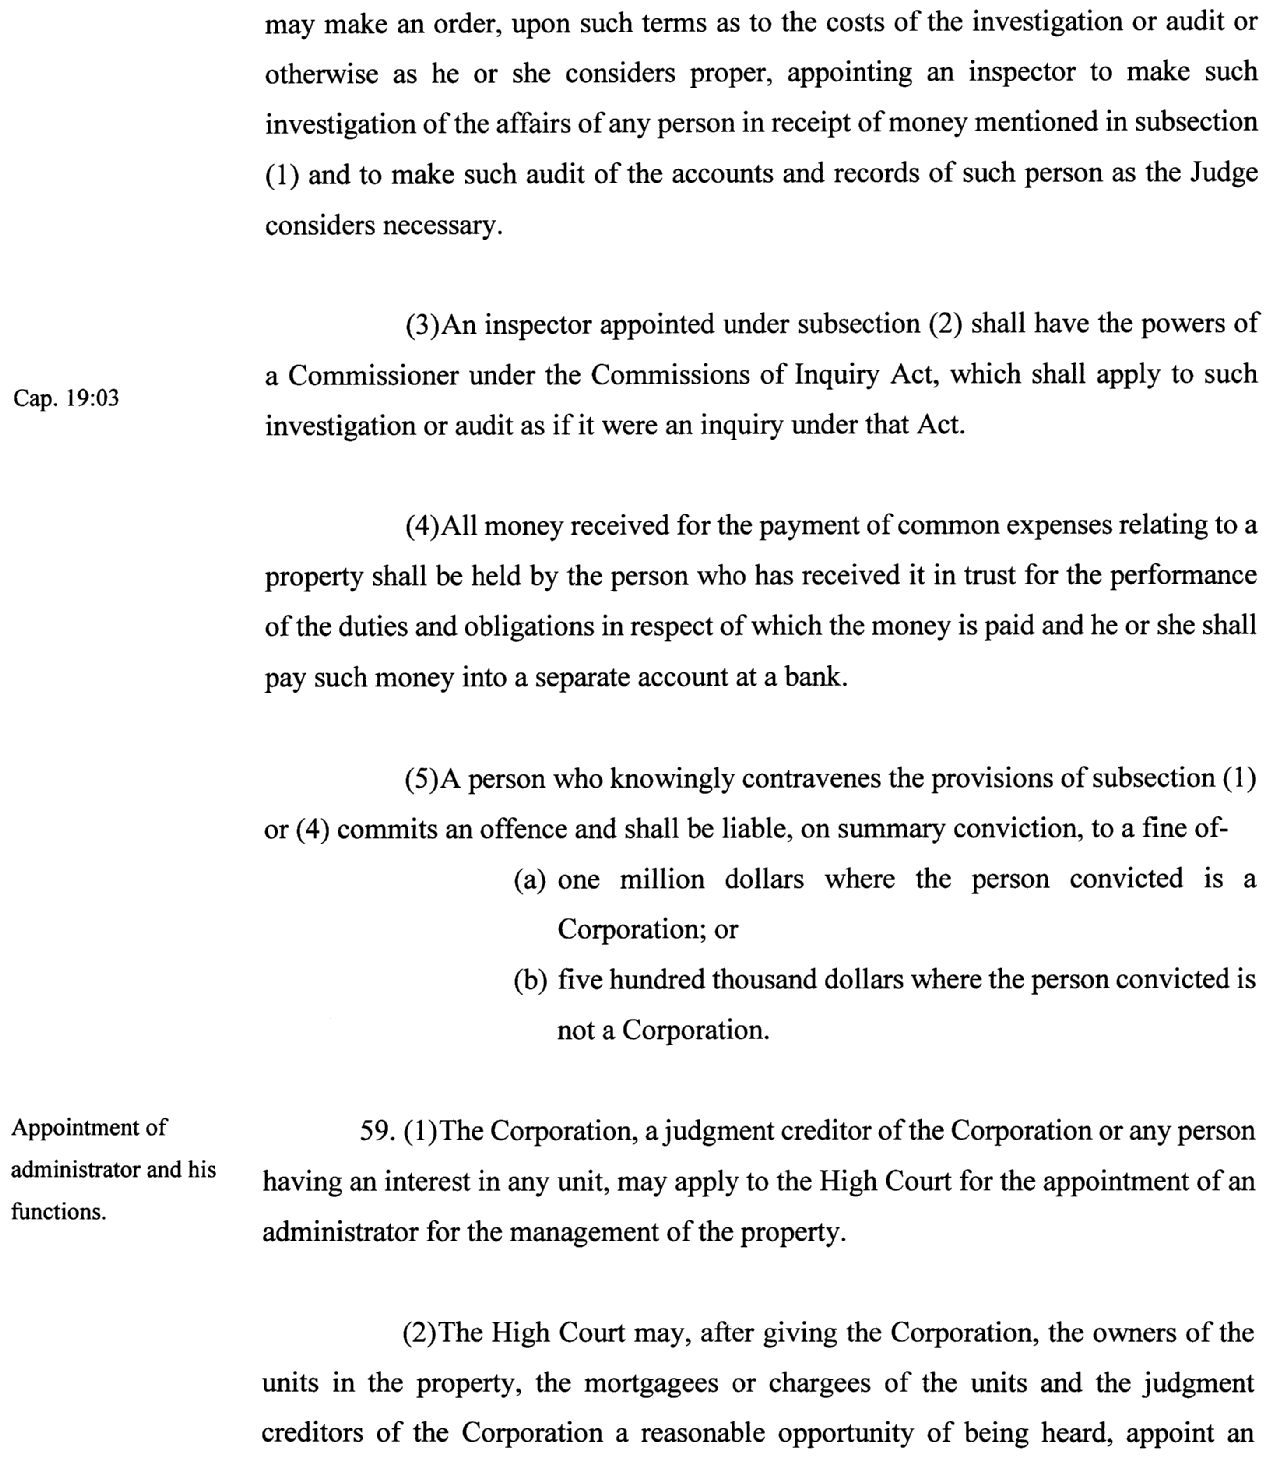 may make an order, upon such terms as to the costs of the investigation or audit or
otherwise as he or she considers proper, appointing an inspector to make such
investigation of the affairs of any person in receipt of money mentioned in subsection
(1) and to make such audit of the accounts and records of such person as the Judge
considers necessary.
(3)An inspector appointed under subsection (2) shall have the powers of
Cap. 19:03
a Commissioner under the Commissions of Inquiry Act, which shall apply to such
investigation or audit as if it were an inquiry under that Act.
(4)All money received for the payment of common expenses relating to a
property shall be held by the person who has received it in trust for the performance
of the duties and obligations in respect of which the money is paid and he or she shall
pay such money into a separate account at a bank.
(5)A person who knowingly contravenes the provisions of subsection (1)
or (4) commits an offence and shall be liable, on summary conviction, to a fine of-
(a) one million dollars where the person convicted is a
Corporation; or
(b) five hundred thousand dollars where the person convicted is
not a Corporation.
Appointment of
administrator and his
functions.
59. (1)The Corporation, a judgment creditor of the Corporation or any person
having an interest in any unit, may apply to the High Court for the appointment of an
administrator for the management of the property.
(2)The High Court may, after giving the Corporation, the owners of the
units in the property, the mortgagees or chargees of the units and the judgment
creditors of the Corporation a reasonable opportunity of being heard, appoint an